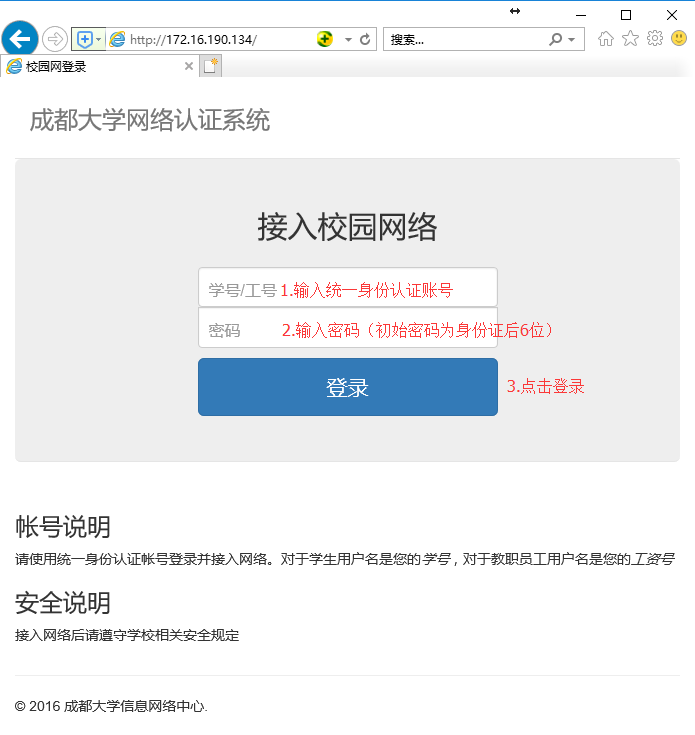 http://172.16.190.134/
搜索...
校园网登录
成都大学网络认证系统
接入校园网络
学号/工号 1.输入统一身份认证账号
密码 2.输入密码（初始密码为身份证后6位）
登录 3.点击登录
帐号说明
请使用统一身份认证帐号登录并接入网络。对于学生用户名是您的学号，对于教职员工用户名是您的工资号
安全说明
接入网络后请遵守学校相关安全规定
© 2016 成都大学信息网络中心.